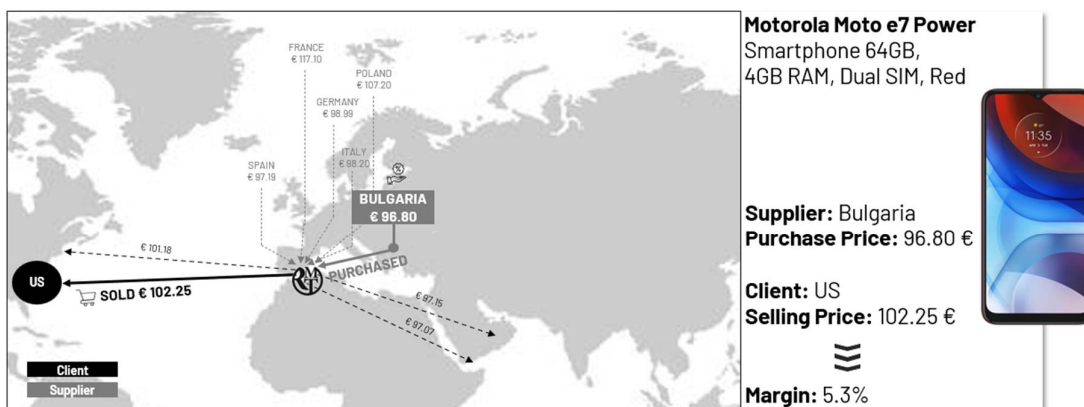 FRANCE
€ 117.10
POLAND
€ 107.20
GERMANY
€ 98.99
ITALY
€ 98.20
SPAIN
€ 97.19
BULGARIA
€ 96.80
PURCHASED
€ 101.18
US
SOLD € 102.25
RMT
€ 97.15
€ 97.07
Client
Supplier
Motorola Moto e7 Power
Smartphone 64GB,
4GB RAM, Dual SIM, Red
11:35
Supplier: Bulgaria
Purchase Price: 96.80 €
Client: US
Selling Price: 102.25 €
Margin: 5.3%